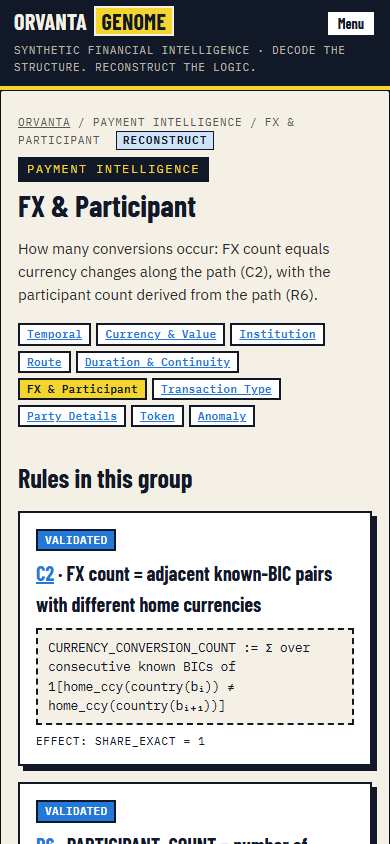 ORVANTA GENOME
Menu
SYNTHETIC FINANCIAL INTELLIGENCE · DECODE THE
STRUCTURE. RECONSTRUCT THE LOGIC.
ORVANTA / PAYMENT INTELLIGENCE / FX &
PARTICIPANT RECONSTRUCT
PAYMENT INTELLIGENCE
FX & Participant
How many conversions occur: FX count equals
currency changes along the path (C2), with the
participant count derived from the path (R6).
Temporal Currency & Value Institution
Route Duration & Continuity
FX & Participant Transaction Type
Party Details Token Anomaly
Rules in this group
VALIDATED
C2 · FX count = adjacent known-BIC pairs
with different home currencies
CURRENCY_CONVERSION_COUNT := Σ over
consecutive known BICs of
1[home_ccy(country(bᵢ)) ≠
home_ccy(country(bᵢ₊₁))]
EFFECT: SHARE_EXACT = 1
VALIDATED
R6 · PARTICIPANT_COUNT = number of